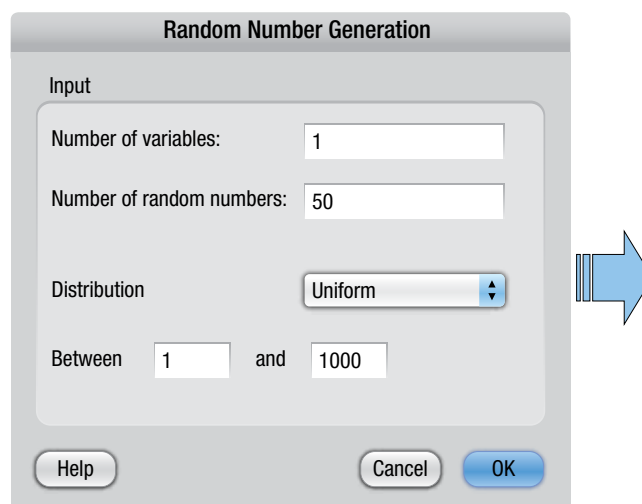 Random Number Generation
Input
Number of variables: 1
Number of random numbers: 50
Distribution Uniform
Between 1 and 1000
Help Cancel OK